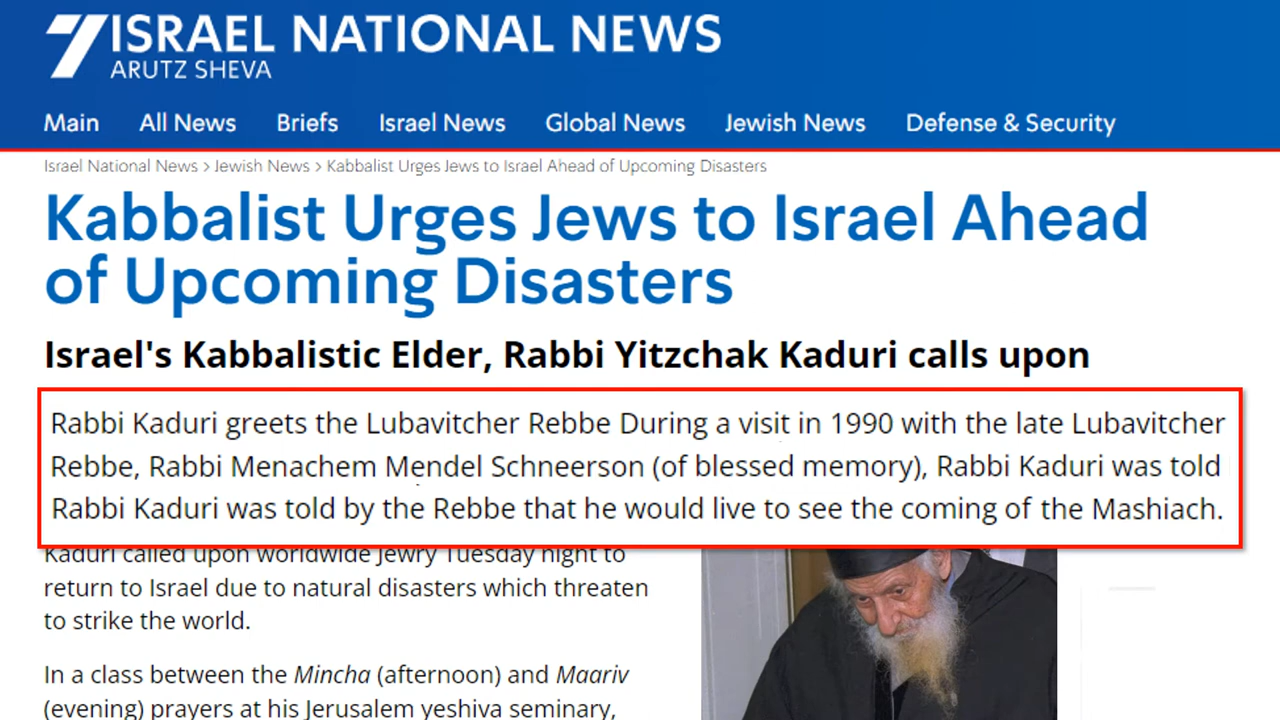 7 ISRAEL NATIONAL NEWS
ARUTZ SHEVA
Main All News Briefs Israel News Global News Jewish News Defense & Security
Israel National News > Jewish News > Kabbalist Urges Jews to Israel Ahead of Upcoming Disasters
Kabbalist Urges Jews to Israel Ahead
of Upcoming Disasters
Israel's Kabbalistic Elder, Rabbi Yitzchak Kaduri calls upon
Rabbi Kaduri greets the Lubavitcher Rebbe During a visit in 1990 with the late Lubavitcher
Rebbe, Rabbi Menachem Mendel Schneerson (of blessed memory), Rabbi Kaduri was told
Rabbi Kaduri was told by the Rebbe that he would live to see the coming of the Mashiach.
Kaduri called upon worldwide Jewry Tuesday night to
return to Israel due to natural disasters which threaten
to strike the world.
In a class between the Mincha (afternoon) and Maariv
(evening) prayers at his Jerusalem yeshiva seminary,